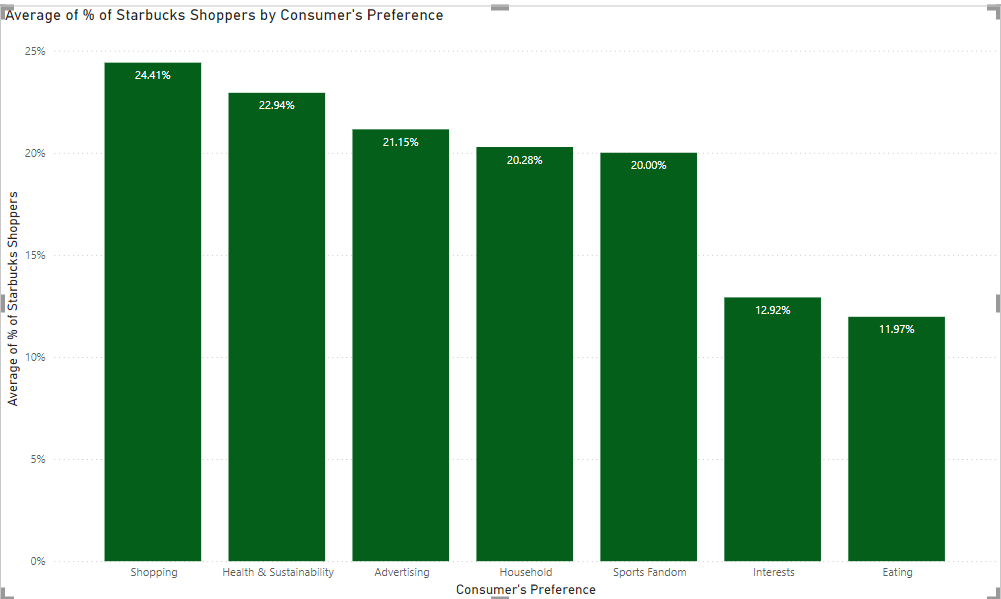 Average of % of Starbucks Shoppers by Consumer's Preference
Average of % of Starbucks Shoppers
25%
20%
15%
10%
5%
0%
24.41%
22.94%
21.15%
20.28%
20.00%
12.92%
11.97%
Shopping
Health & Sustainability
Advertising
Household
Sports Fandom
Interests
Eating
Consumer's Preference